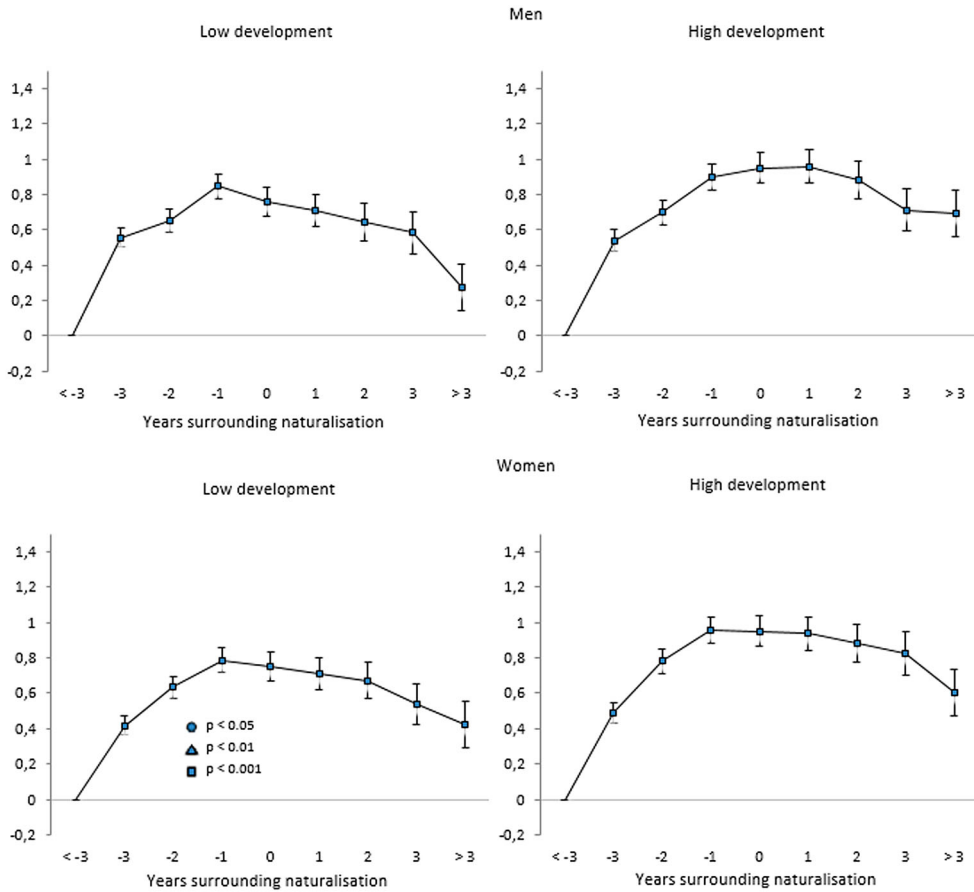 Men
Low development
High development
1,4
1,2
1
0,8
0,6
0,4
0,2
0
-0,2
< -3 -3 -2 -1 0 1 2 3 > 3
Years surrounding naturalisation
1,4
1,2
1
0,8
0,6
0,4
0,2
0
-0,2
< -3 -3 -2 -1 0 1 2 3 > 3
Years surrounding naturalisation
Women
Low development
High development
1,4
1,2
1
0,8
0,6
0,4
0,2
0
-0,2
p < 0.05
p < 0.01
p < 0.001
< -3 -3 -2 -1 0 1 2 3 > 3
Years surrounding naturalisation
1,4
1,2
1
0,8
0,6
0,4
0,2
0
-0,2
< -3 -3 -2 -1 0 1 2 3 > 3
Years surrounding naturalisation